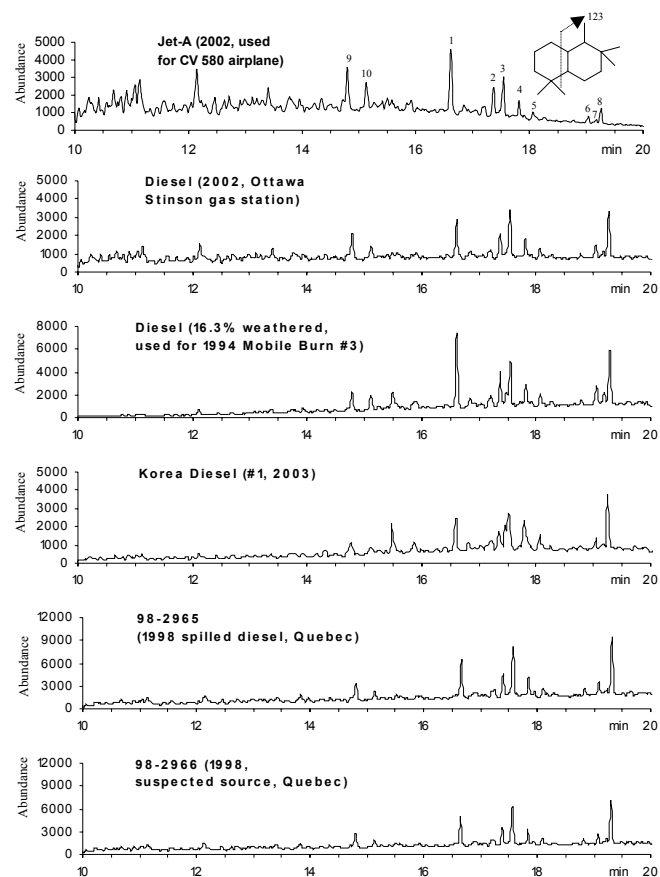 Jet-A (2002, used
for CV 580 airplane)
123
Abundance
5000
4000
3000
2000
1000
0
1
2
3
4
5
6
7
8
9
10
10 12 14 16 18 min 20
Diesel (2002, Ottawa
Stinson gas station)
Abundance
5000
4000
3000
2000
1000
0
10 12 14 16 18 min 20
Diesel (16.3% weathered,
used for 1994 Mobile Burn #3)
Abundance
8000
6000
4000
2000
0
10 12 14 16 18 min 20
Korea Diesel (#1, 2003)
Abundance
5000
4000
3000
2000
1000
0
10 12 14 16 18 min 20
98-2965
(1998 spilled diesel, Quebec)
Abundance
12000
9000
6000
3000
0
10 12 14 16 18 min 20
98-2966 (1998,
suspected source, Quebec)
Abundance
12000
9000
6000
3000
0
10 12 14 16 18 min 20